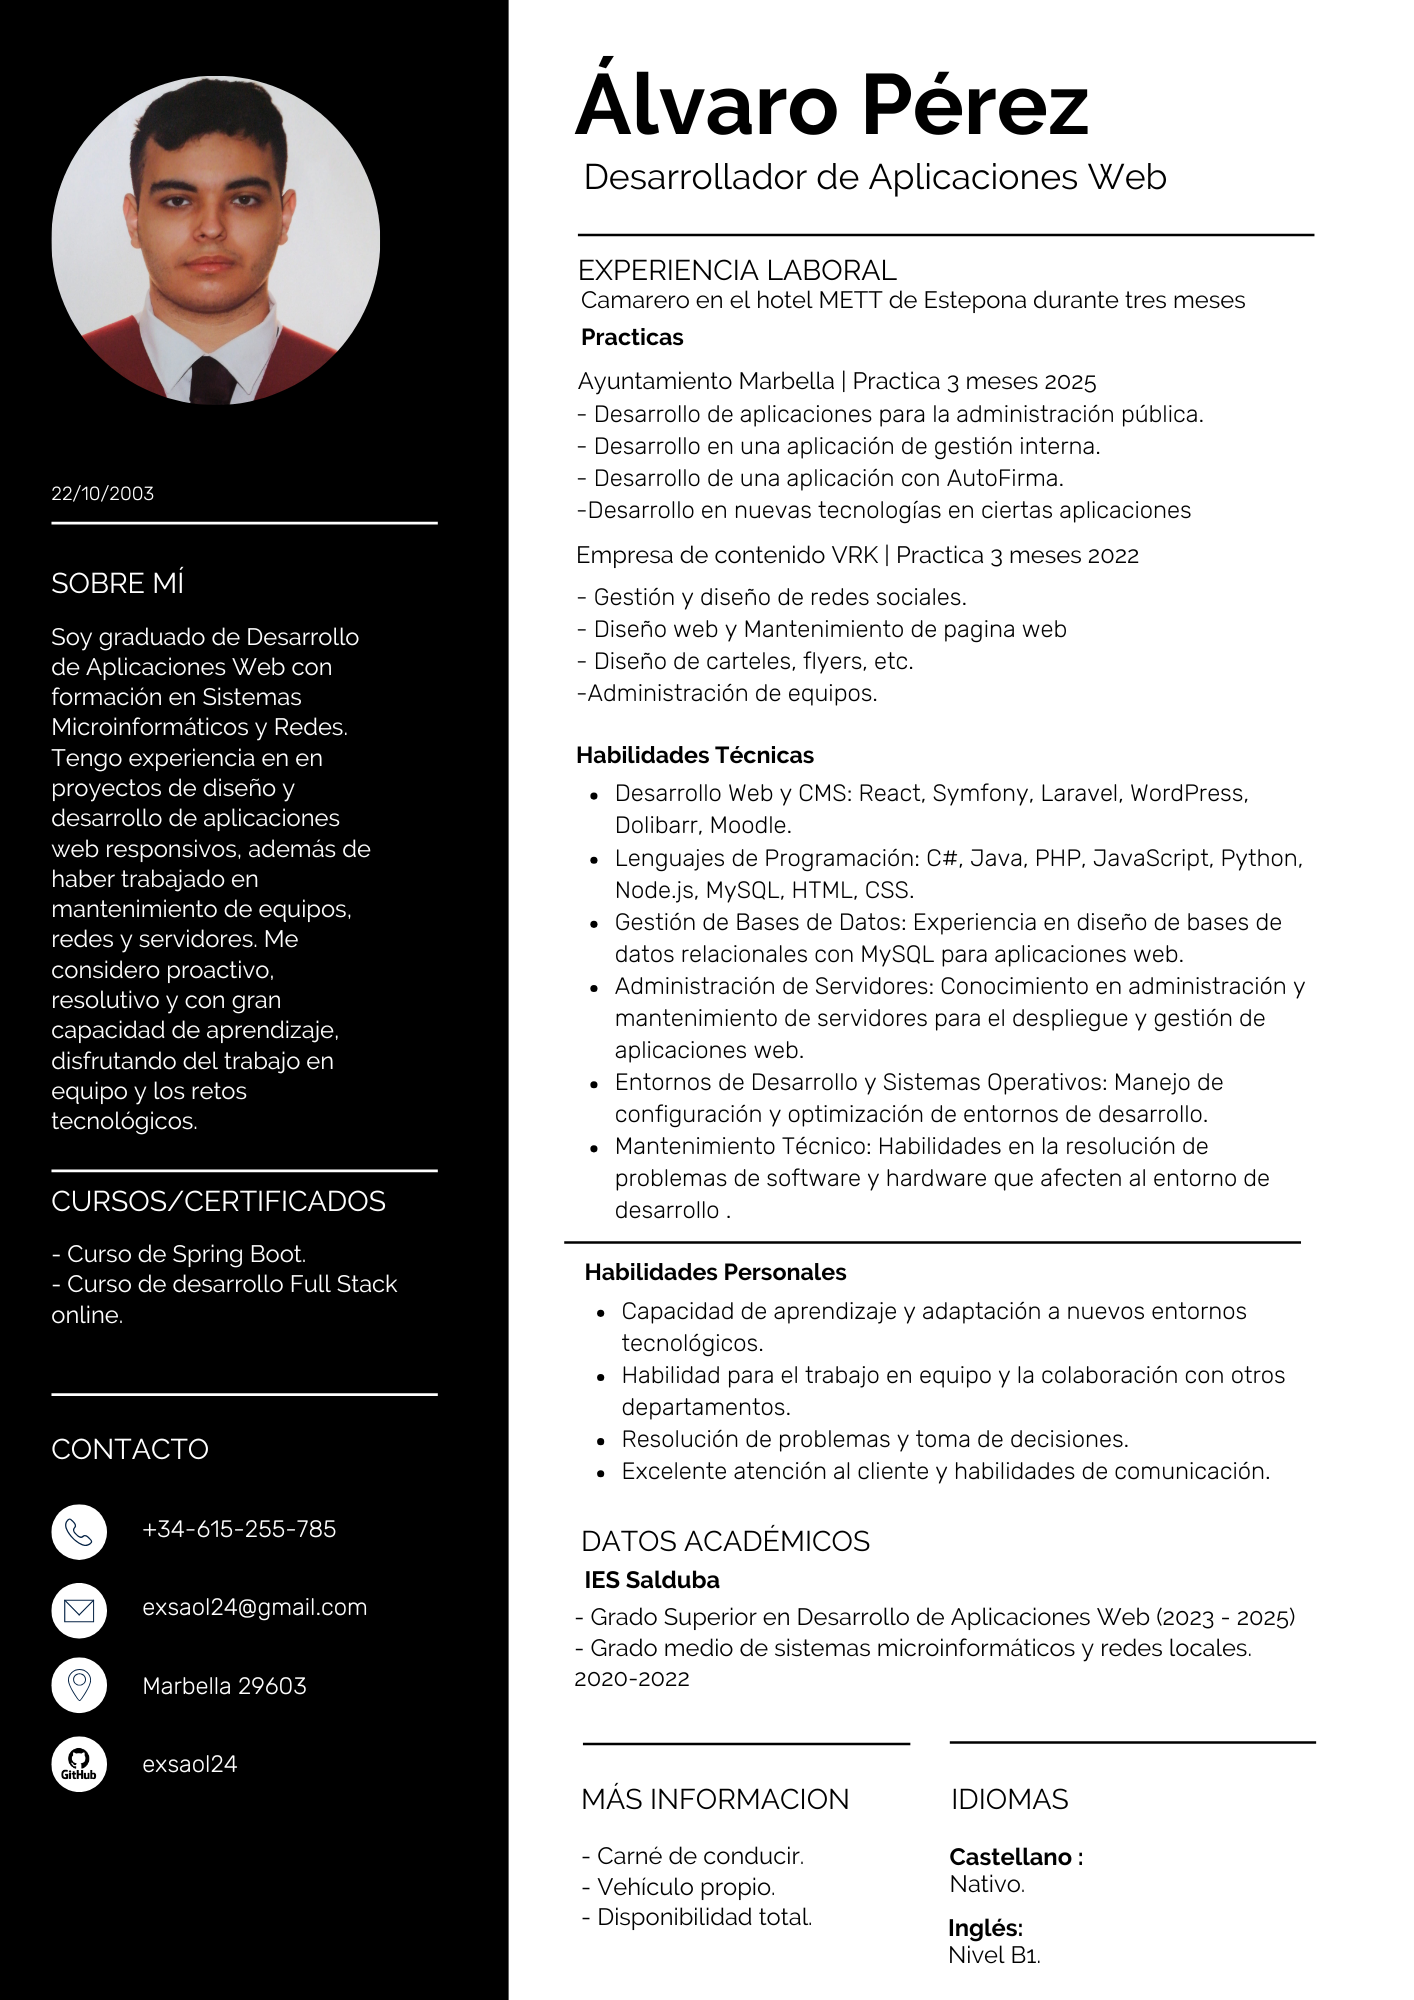 22/10/2003
SOBRE MÍ
Soy graduado de Desarrollo
de Aplicaciones Web con
formación en Sistemas
Microinformáticos y Redes.
Tengo experiencia en en
proyectos de diseño y
desarrollo de aplicaciones
web responsivos, además de
haber trabajado en
mantenimiento de equipos,
redes y servidores. Me
considero proactivo,
resolutivo y con gran
capacidad de aprendizaje,
disfrutando del trabajo en
equipo y los retos
tecnológicos.
CURSOS/CERTIFICADOS
- Curso de Spring Boot.
- Curso de desarrollo Full Stack
online.
CONTACTO
+34-615-255-785
exsaol24@gmail.com
Marbella 29603
GitHub
exsaol24
Álvaro Pérez
Desarrollador de Aplicaciones Web
EXPERIENCIA LABORAL
Camarero en el hotel METT de Estepona durante tres meses
Practicas
Ayuntamiento Marbella | Practica 3 meses 2025
- Desarrollo de aplicaciones para la administración pública.
- Desarrollo en una aplicación de gestión interna.
- Desarrollo de una aplicación con AutoFirma.
-Desarrollo en nuevas tecnologías en ciertas aplicaciones
Empresa de contenido VRK | Practica 3 meses 2022
- Gestión y diseño de redes sociales.
- Diseño web y Mantenimiento de pagina web
- Diseño de carteles, flyers, etc.
-Administración de equipos.
Habilidades Técnicas
• Desarrollo Web y CMS: React, Symfony, Laravel, WordPress,
Dolibarr, Moodle.
• Lenguajes de Programación: C#, Java, PHP, JavaScript, Python,
Node.js, MySQL, HTML, CSS.
• Gestión de Bases de Datos: Experiencia en diseño de bases de
datos relacionales con MySQL para aplicaciones web.
• Administración de Servidores: Conocimiento en administración y
mantenimiento de servidores para el despliegue y gestión de
aplicaciones web.
• Entornos de Desarrollo y Sistemas Operativos: Manejo de
configuración y optimización de entornos de desarrollo.
• Mantenimiento Técnico: Habilidades en la resolución de
problemas de software y hardware que afecten al entorno de
desarrollo .
Habilidades Personales
• Capacidad de aprendizaje y adaptación a nuevos entornos
tecnológicos.
• Habilidad para el trabajo en equipo y la colaboración con otros
departamentos.
• Resolución de problemas y toma de decisiones.
• Excelente atención al cliente y habilidades de comunicación.
DATOS ACADÉMICOS
IES Salduba
- Grado Superior en Desarrollo de Aplicaciones Web (2023 - 2025)
- Grado medio de sistemas microinformáticos y redes locales.
2020-2022
MÁS INFORMACION
- Carné de conducir.
- Vehículo propio.
- Disponibilidad total.
IDIOMAS
Castellano :
Nativo.
Inglés:
Nivel B1.